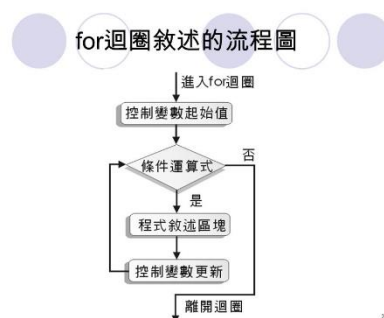 for迴圈敘述的流程圖
進入for迴圈
控制變數起始值
條件運算式
否
是
程式敘述區塊
控制變數更新
離開迴圈